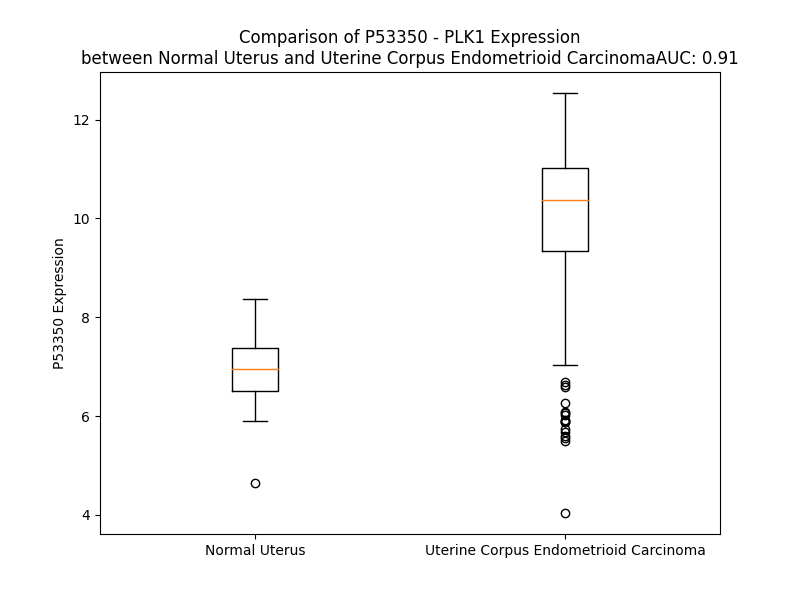 Comparison of P53350 - PLK1 Expression
between Normal Uterus and Uterine Corpus Endometrioid CarcinomaAUC: 0.91
12
10
8
6
4
P53350 Expression
Normal Uterus
Uterine Corpus Endometrioid Carcinoma